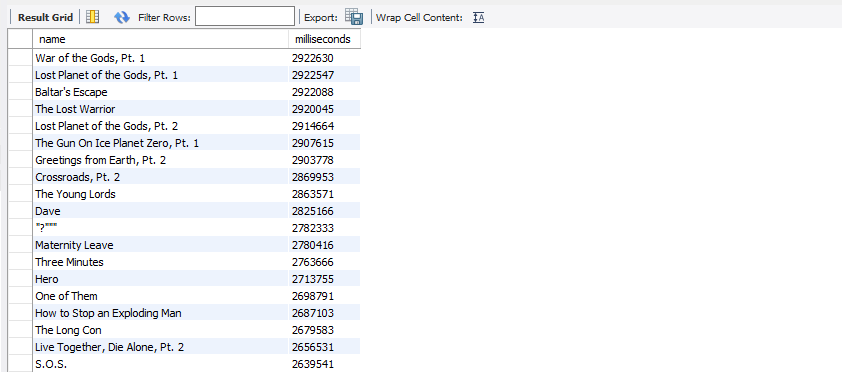 Result Grid Filter Rows: Export: Wrap Cell Content:
name milliseconds
War of the Gods, Pt. 1 2922630
Lost Planet of the Gods, Pt. 1 2922547
Baltar's Escape 2922088
The Lost Warrior 2920045
Lost Planet of the Gods, Pt. 2 2914664
The Gun On Ice Planet Zero, Pt. 1 2907615
Greetings from Earth, Pt. 2 2903778
Crossroads, Pt. 2 2869953
The Young Lords 2863571
Dave 2825166
"?""" 2782333
Maternity Leave 2780416
Three Minutes 2763666
Hero 2713755
One of Them 2698791
How to Stop an Exploding Man 2687103
The Long Con 2679583
Live Together, Die Alone, Pt. 2 2656531
S.O.S. 2639541